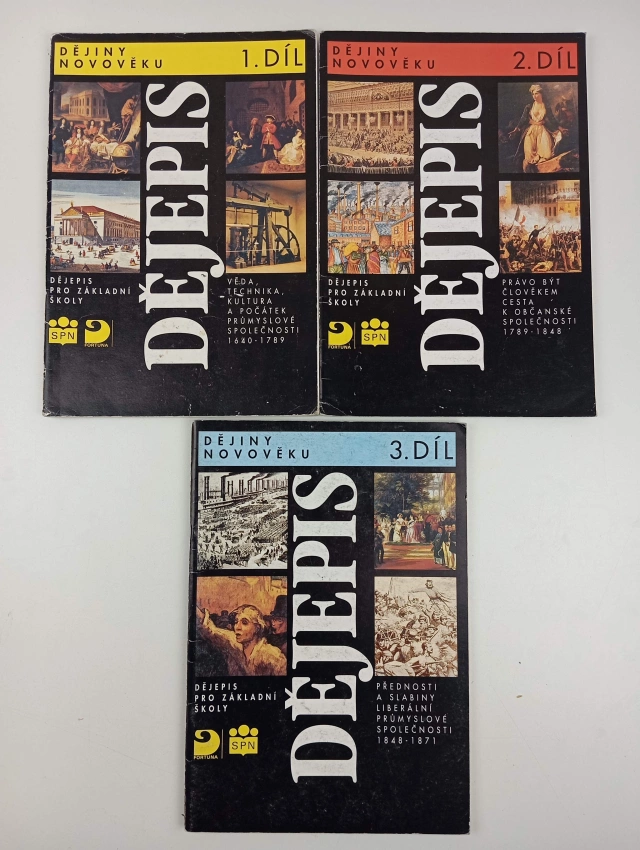 DĚJINY
NOVOVĚKU
1. DÍL
DĚJEPIS
DĚJEPIS
PRO ZÁKLADNÍ
ŠKOLY
SPN
FORTUNA
VĚDA,
TECHNIKA,
KULTURA
A POČÁTEK
PRŮMYSLOVÉ
SPOLEČNOSTI
1640-1789
DĚJINY
NOVOVĚKU
2. DÍL
DĚJEPIS
DĚJEPIS
PRO ZÁKLADNÍ
ŠKOLY
FORTUNA
SPN
PRÁVO BÝT
ČLOVĚKEM
CESTA
K OBČANSKÉ
SPOLEČNOSTI
1789-1848
DĚJINY
NOVOVĚKU
3. DÍL
DĚJEPIS
DĚJEPIS
PRO ZÁKLADNÍ
ŠKOLY
FORTUNA
SPN
PŘEDNOSTI
A SLABINY
LIBERÁLNÍ
PRŮMYSLOVÉ
SPOLEČNOSTI
1848-1871